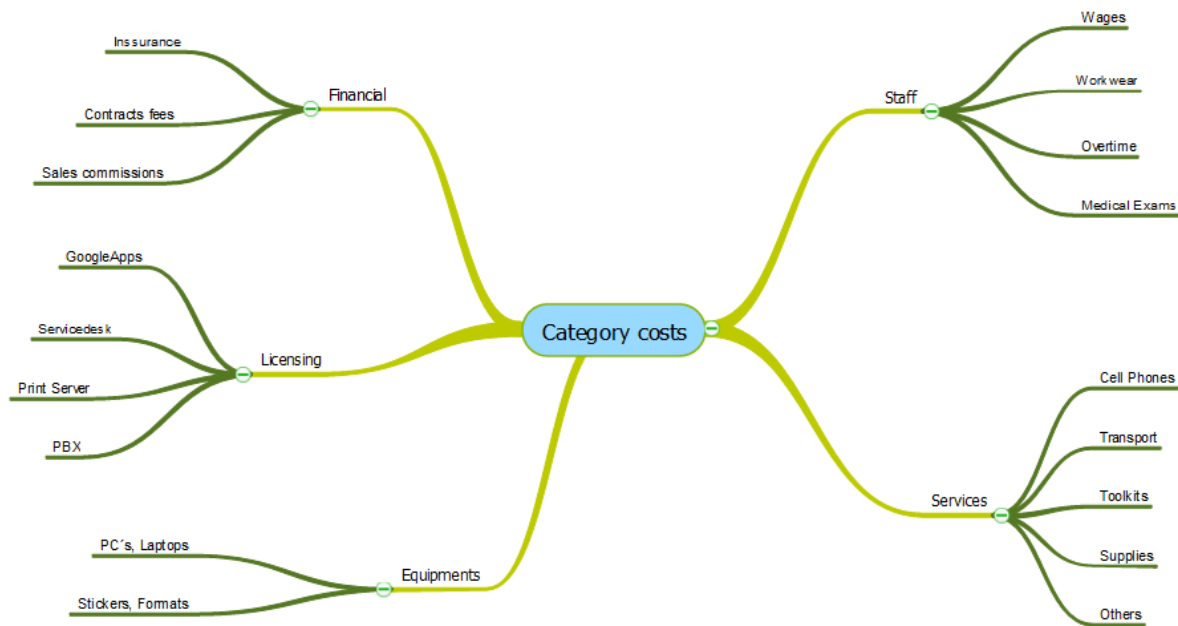 Category costs
Financial
Inssurance
Contracts fees
Sales commissions
Licensing
GoogleApps
Servicedesk
Print Server
PBX
Equipments
PC´s, Laptops
Stickers, Formats
Staff
Wages
Workwear
Overtime
Medical Exams
Services
Cell Phones
Transport
Toolkits
Supplies
Others